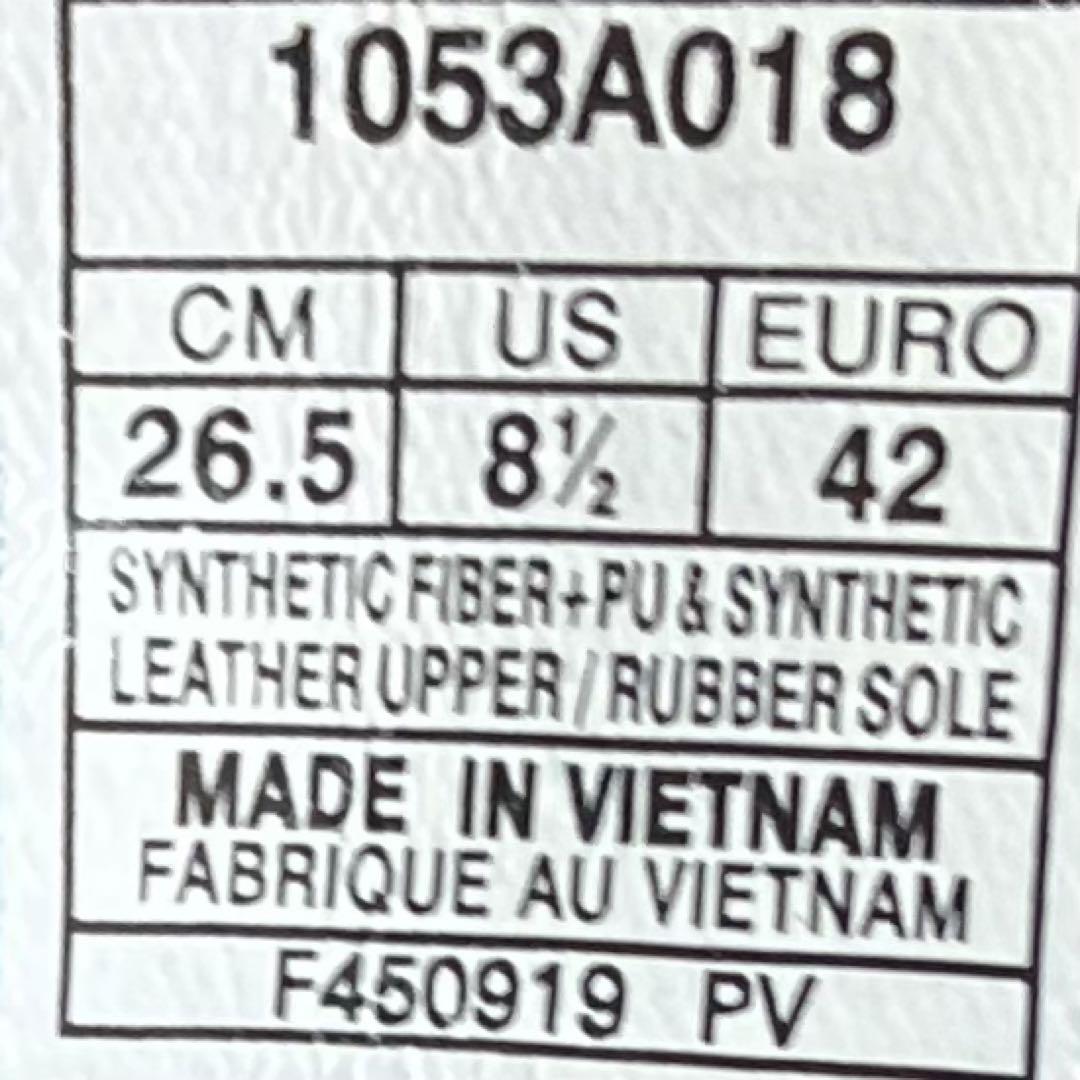 1053A018
CM US EURO
26.5 8½ 42
SYNTHETIC FIBER+PU & SYNTHETIC
LEATHER UPPER / RUBBER SOLE
MADE IN VIETNAM
FABRIQUE AU VIETNAM
F450919 PV